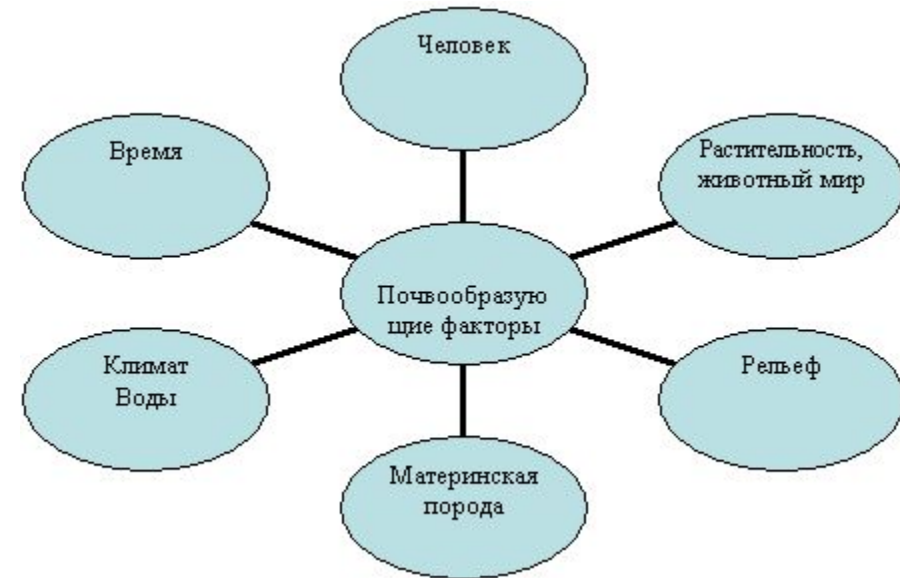 Человек
Время
Растительность,
животный мир
Почвообразую
щие факторы
Климат
Воды
Рельеф
Материнская
порода